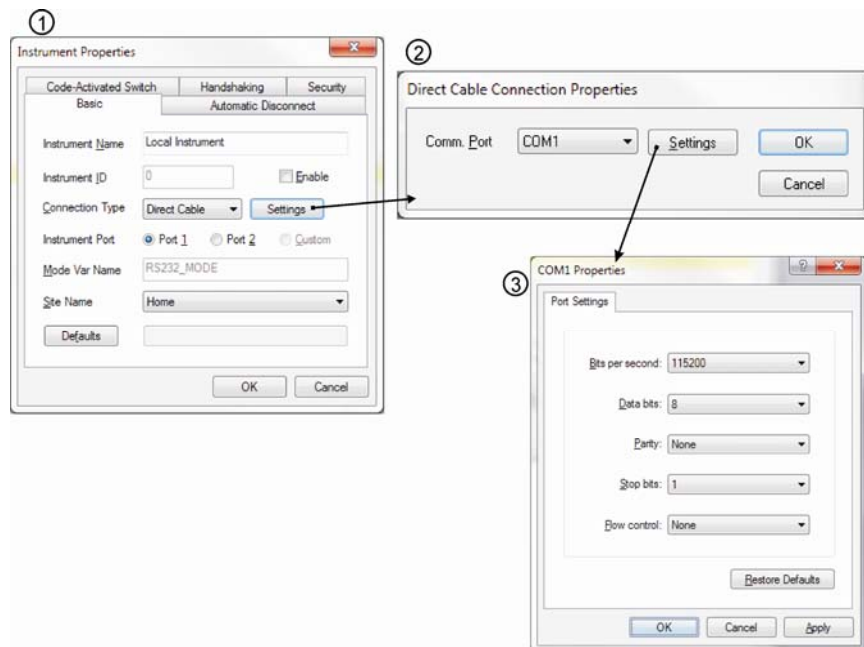 ①
Instrument Properties
Code-Activated Switch Handshaking Security
Basic Automatic Disconnect
Instrument Name Local Instrument
Instrument ID 0 Enable
Connection Type Direct Cable Settings
Instrument Port Port 1 Port 2 Custom
Mode Var Name RS232_MODE
Site Name Home
Defaults
OK Cancel
②
Direct Cable Connection Properties
Comm. Port COM1 Settings OK
Cancel
③
COM1 Properties
Port Settings
Bits per second: 115200
Data bits: 8
Parity: None
Stop bits: 1
Flow control: None
Restore Defaults
OK Cancel Apply